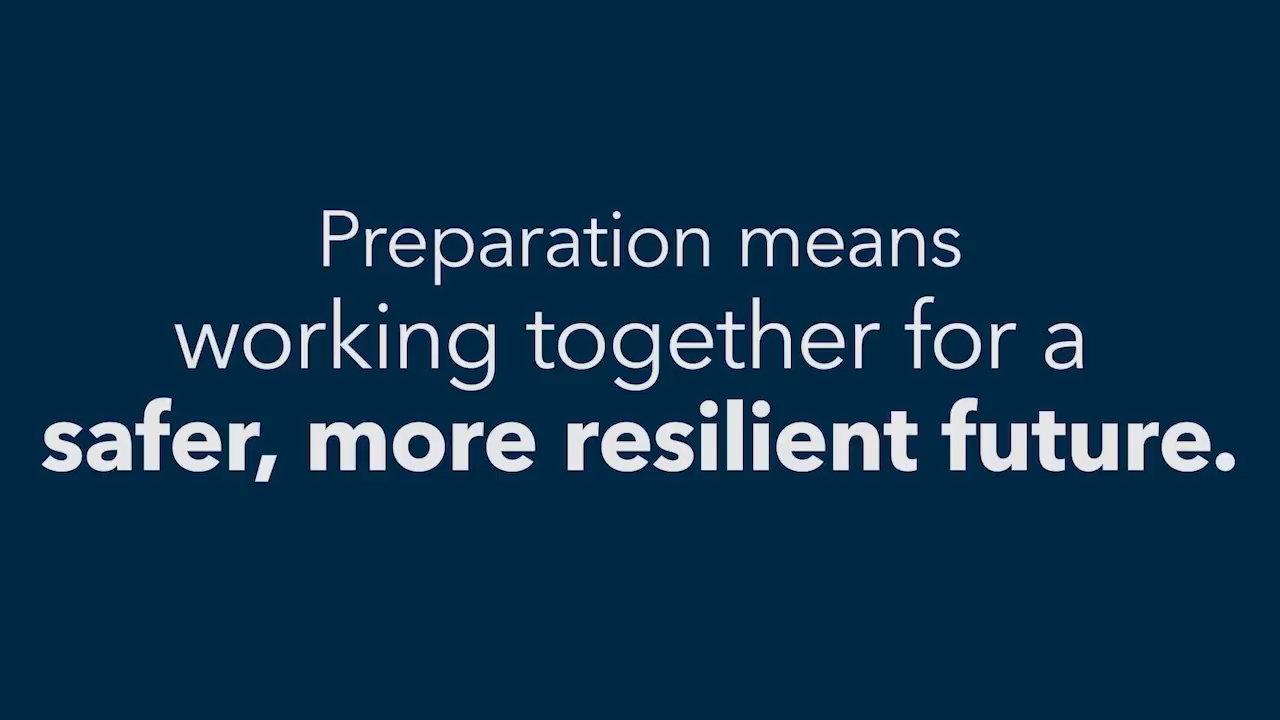 Preparation means
working together for a
safer, more resilient future.